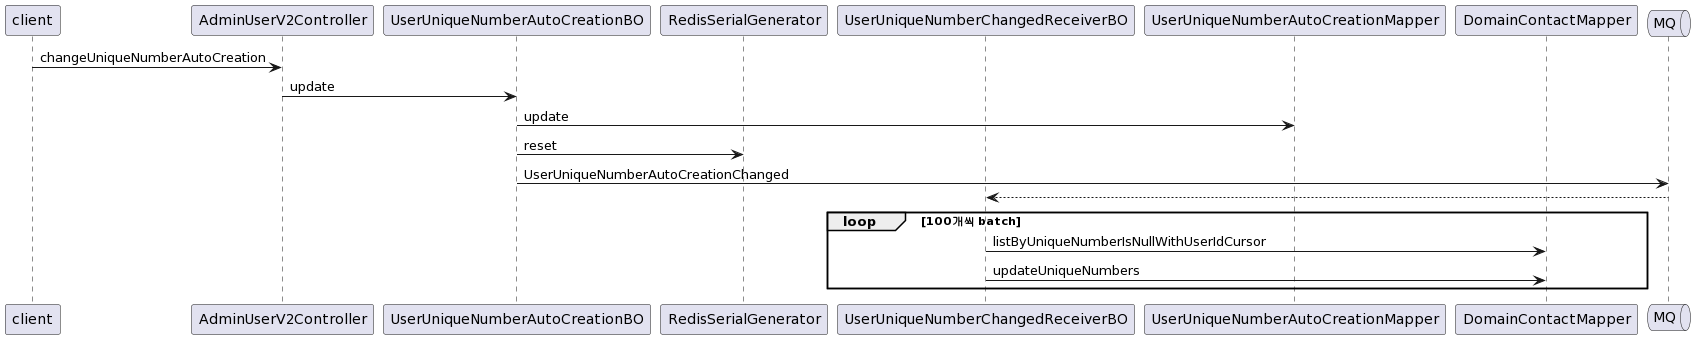 client
AdminUserV2Controller
UserUniqueNumberAutoCreationBO
RedisSerialGenerator
UserUniqueNumberChangedReceiverBO
UserUniqueNumberAutoCreationMapper
DomainContactMapper
MQ
changeUniqueNumberAutoCreation
update
update
reset
UserUniqueNumberAutoCreationChanged
loop
[100개씩 batch]
listByUniqueNumberIsNullWithUserIdCursor
updateUniqueNumbers
client
AdminUserV2Controller
UserUniqueNumberAutoCreationBO
RedisSerialGenerator
UserUniqueNumberChangedReceiverBO
UserUniqueNumberAutoCreationMapper
DomainContactMapper
MQ